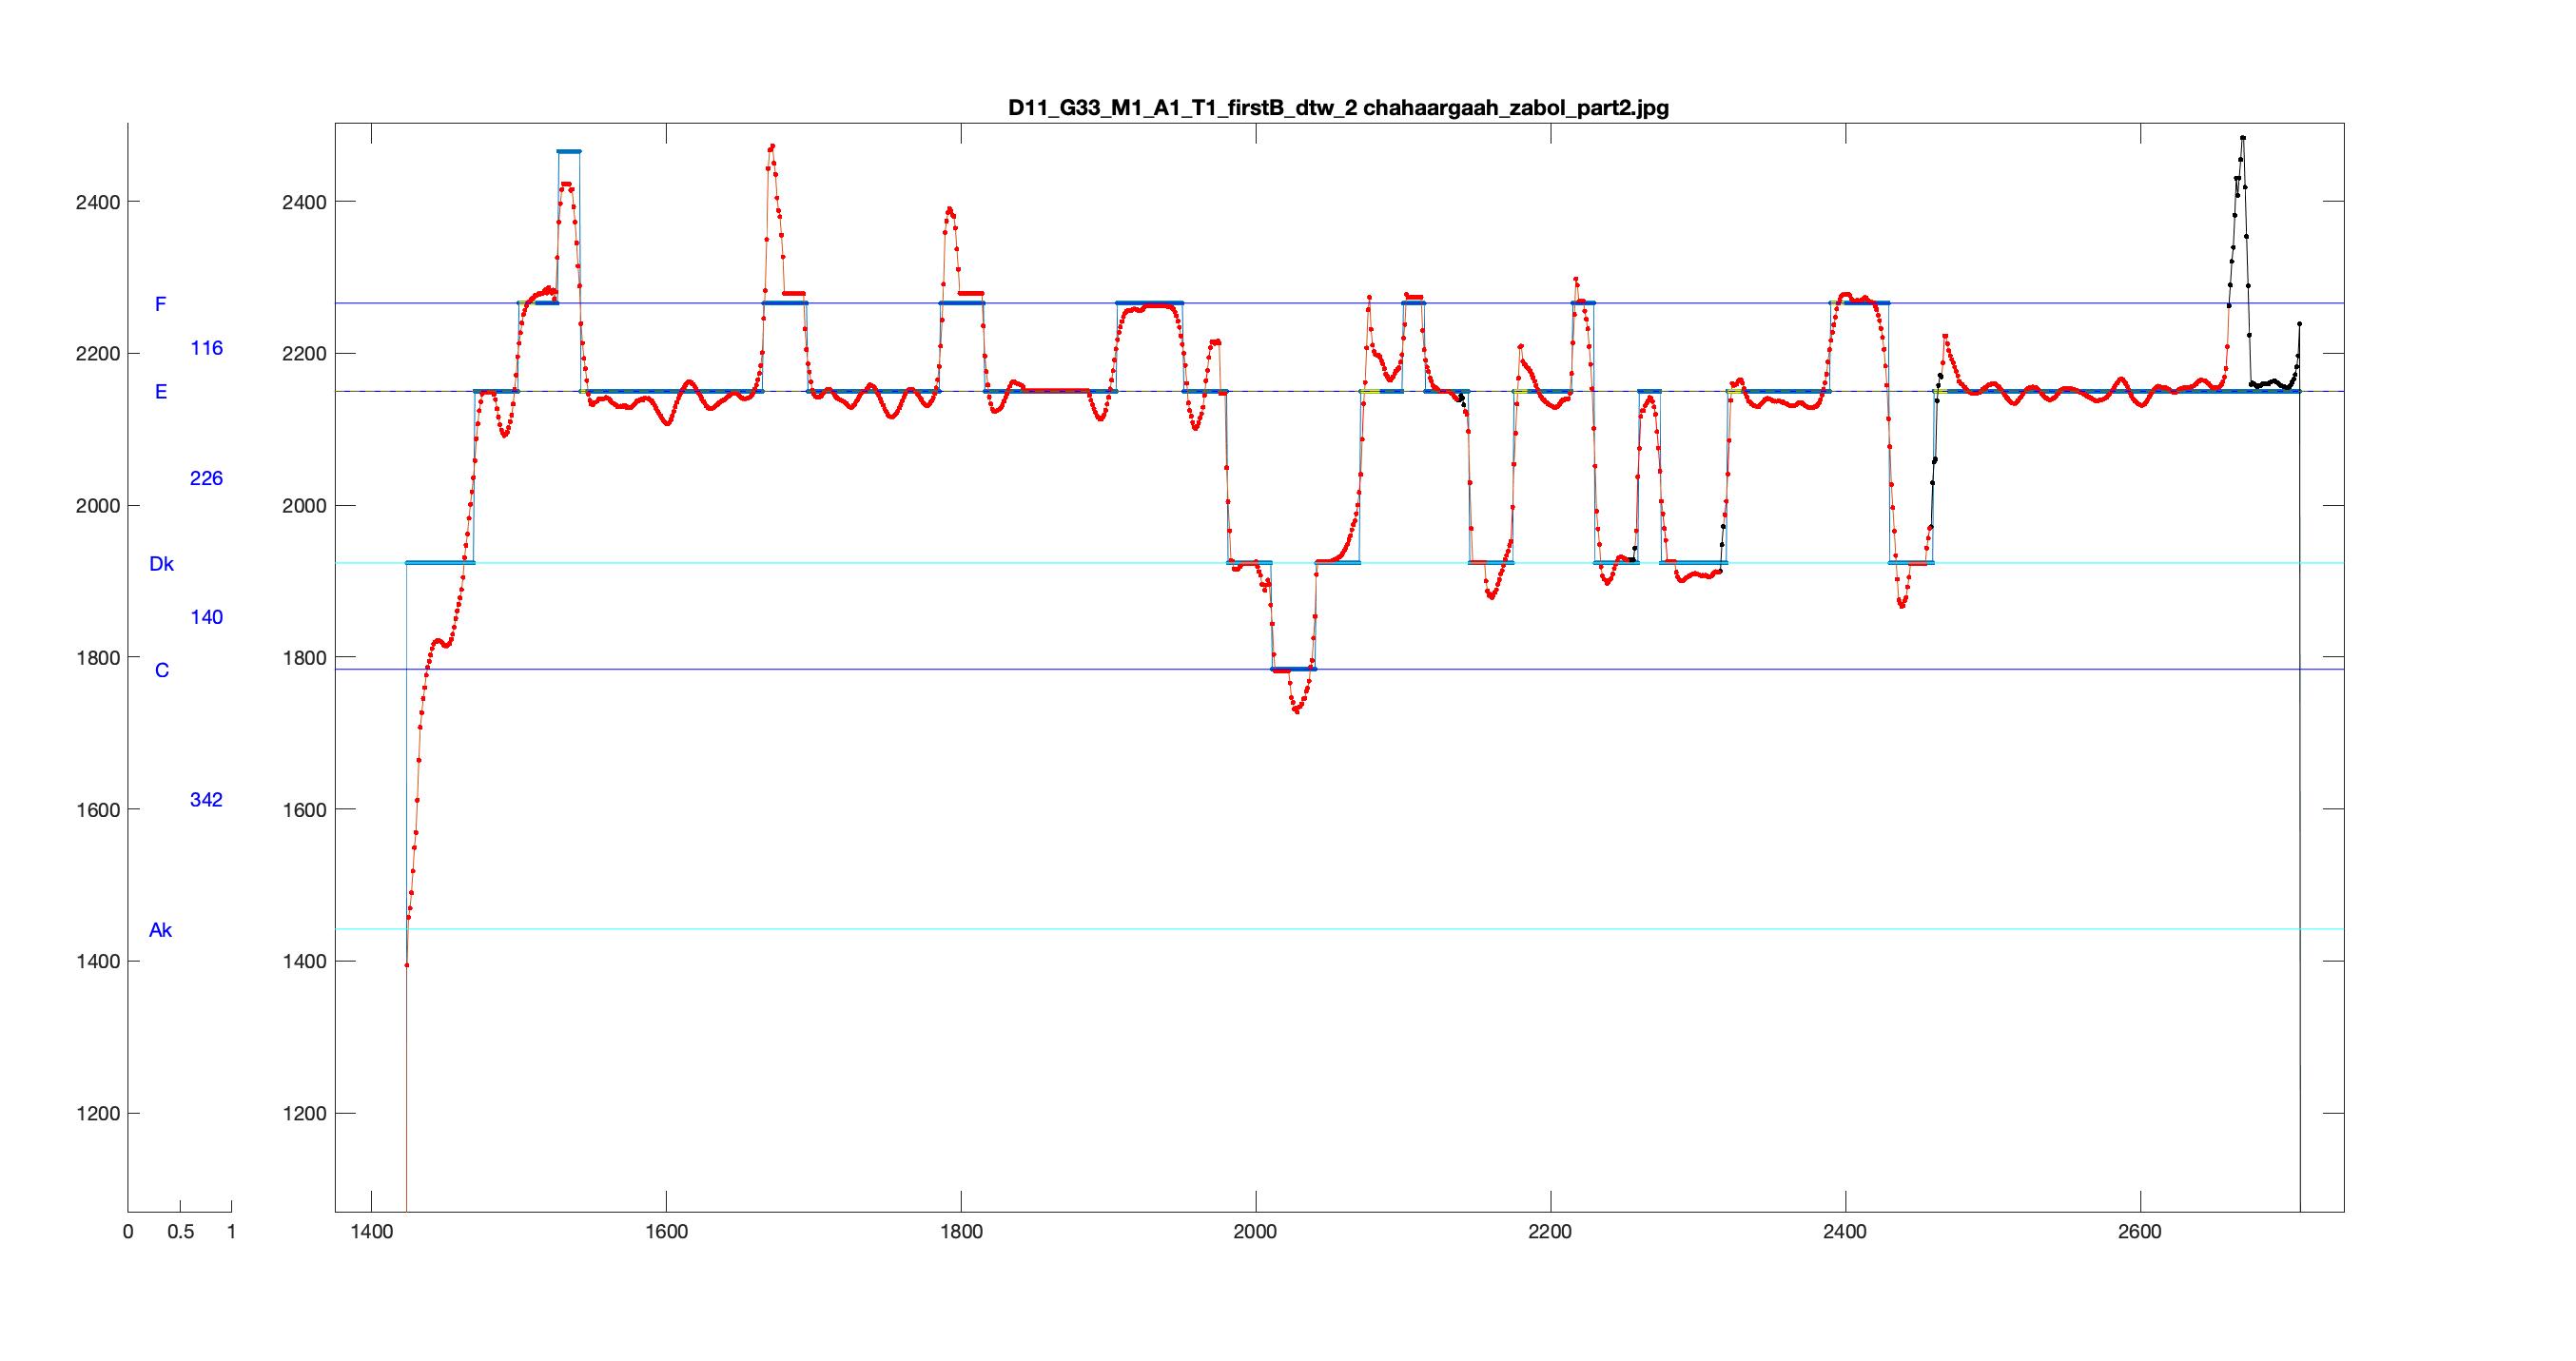 D11_G33_M1_A1_T1_firstB_dtw_2 chahaargaah_zabol_part2.jpg
2400 2400
F
116
2200 2200
E
226
2000 2000
Dk
140
1800 1800
C
342
1600 1600
Ak
1400 1400
1200 1200
0 0.5 1 1400 1600 1800 2000 2200 2400 2600